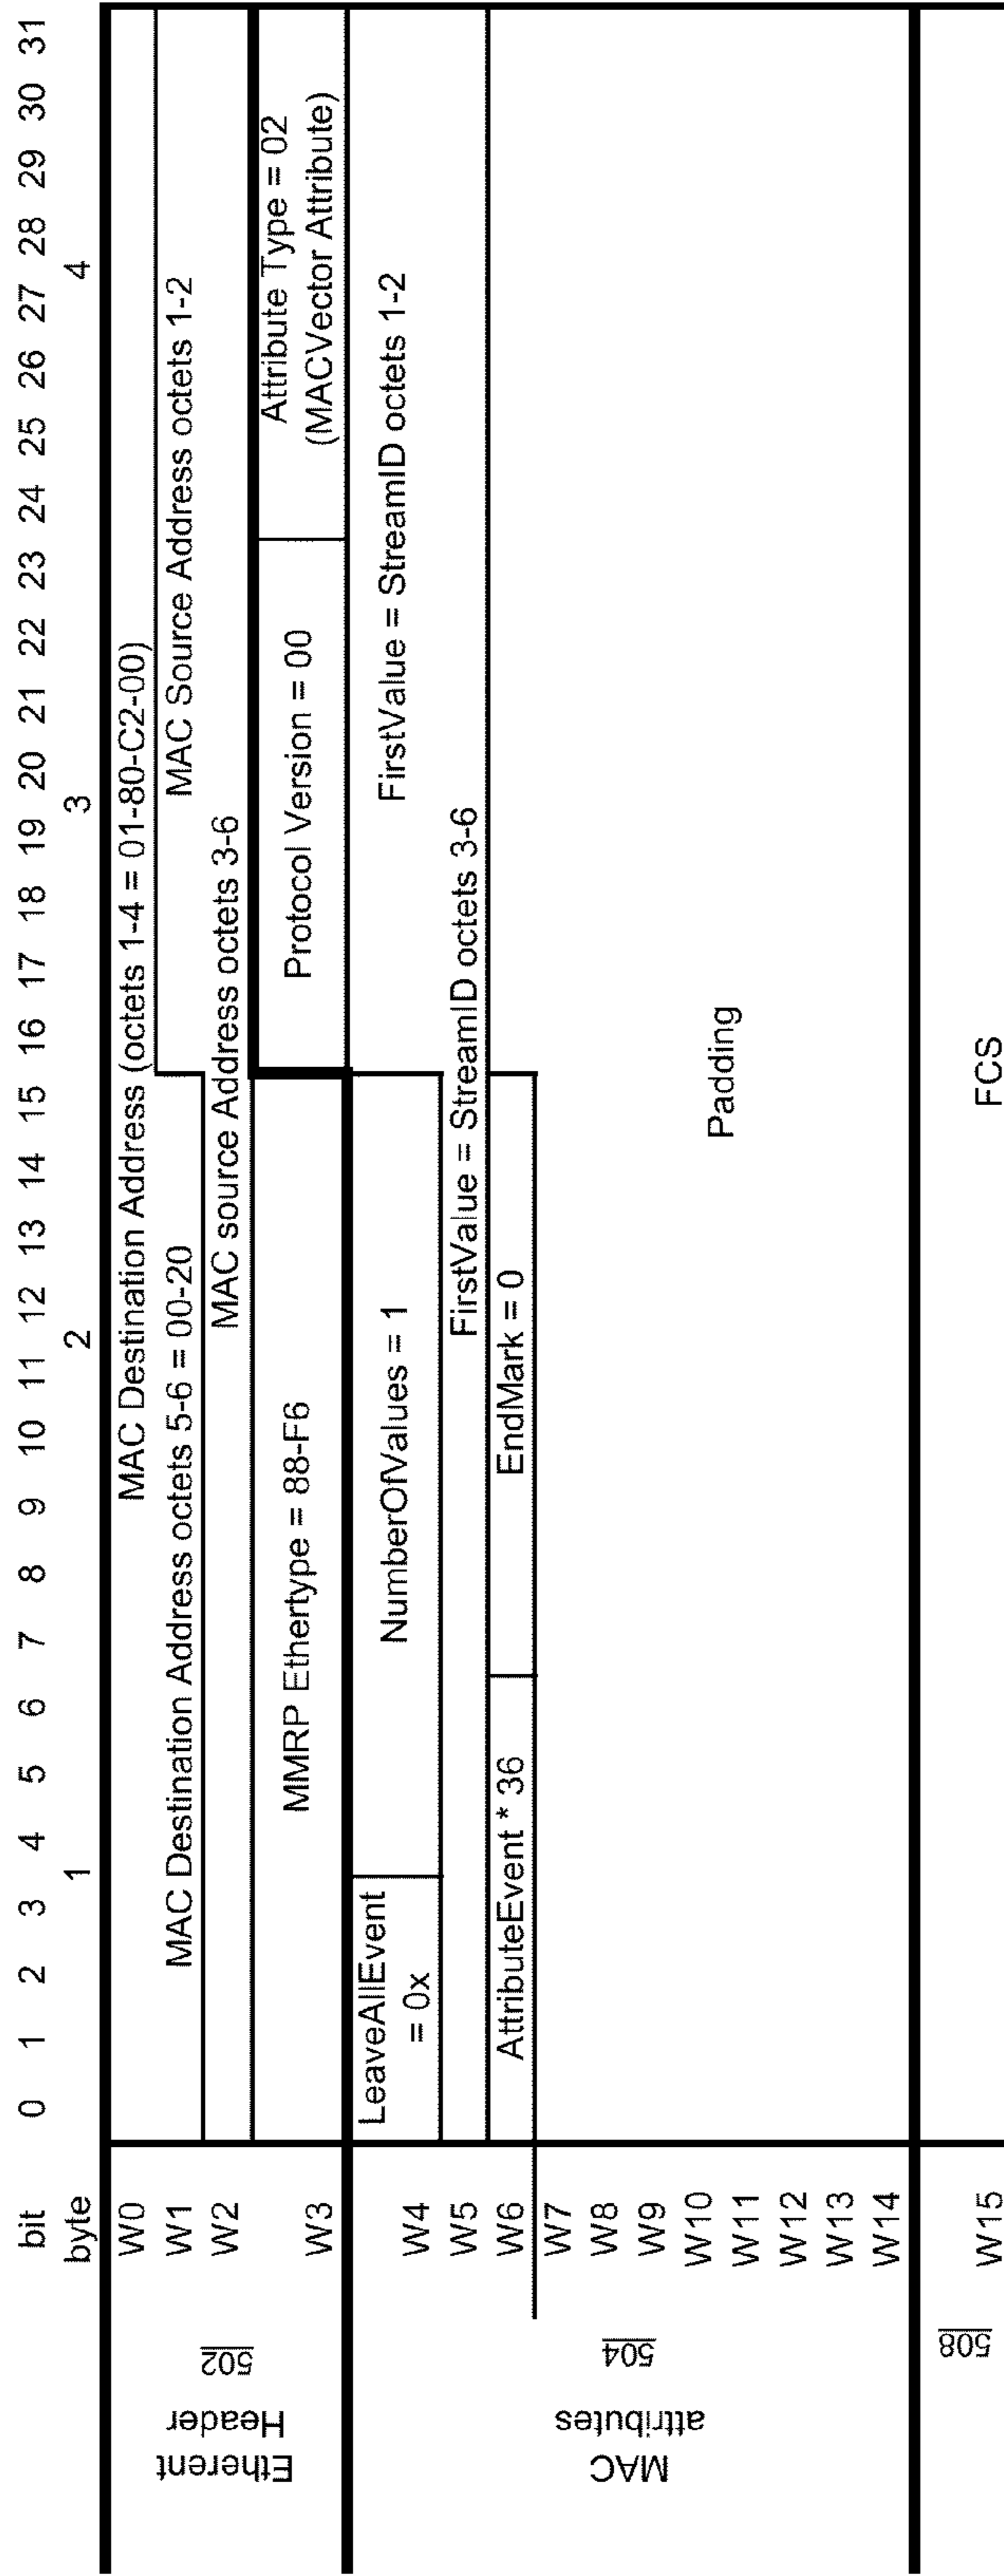 bit 0 1 2 3 4 5 6 7 8 9 10 11 12 13 14 15 16 17 18 19 20 21 22 23 24 25 26 27 28 29 30 31
byte 1 2 3 4
Etherent
Header
502
W0 MAC Destination Address (octets 1-4 = 01-80-C2-00)
W1 MAC Destination Address octets 5-6 = 00-20 MAC Source Address octets 1-2
W2 MAC source Address octets 3-6
W3 MMRP Ethertype = 88-F6 Protocol Version = 00 Attribute Type = 02
(MACVector Attribute)
MAC
attributes
504
W4 LeaveAllEvent
= 0x
NumberOfValues = 1 FirstValue = StreamID octets 1-2
W5 FirstValue = StreamID octets 3-6
W6 AttributeEvent * 36 EndMark = 0
W7
W8
W9
W10 Padding
W11
W12
W13
W14
508
W15 FCS